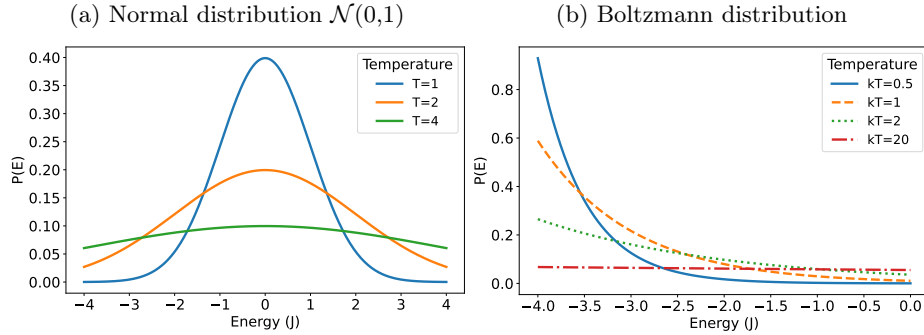 (a) Normal distribution 𝒩(0,1)
P(E)
0.40
0.35
0.30
0.25
0.20
0.15
0.10
0.05
0.00
Temperature
T=1
T=2
T=4
−4 −3 −2 −1 0 1 2 3 4
Energy (J)
(b) Boltzmann distribution
P(E)
0.8
0.6
0.4
0.2
0.0
Temperature
kT=0.5
kT=1
kT=2
kT=20
−4.0 −3.5 −3.0 −2.5 −2.0 −1.5 −1.0 −0.5 0.0
Energy (J)